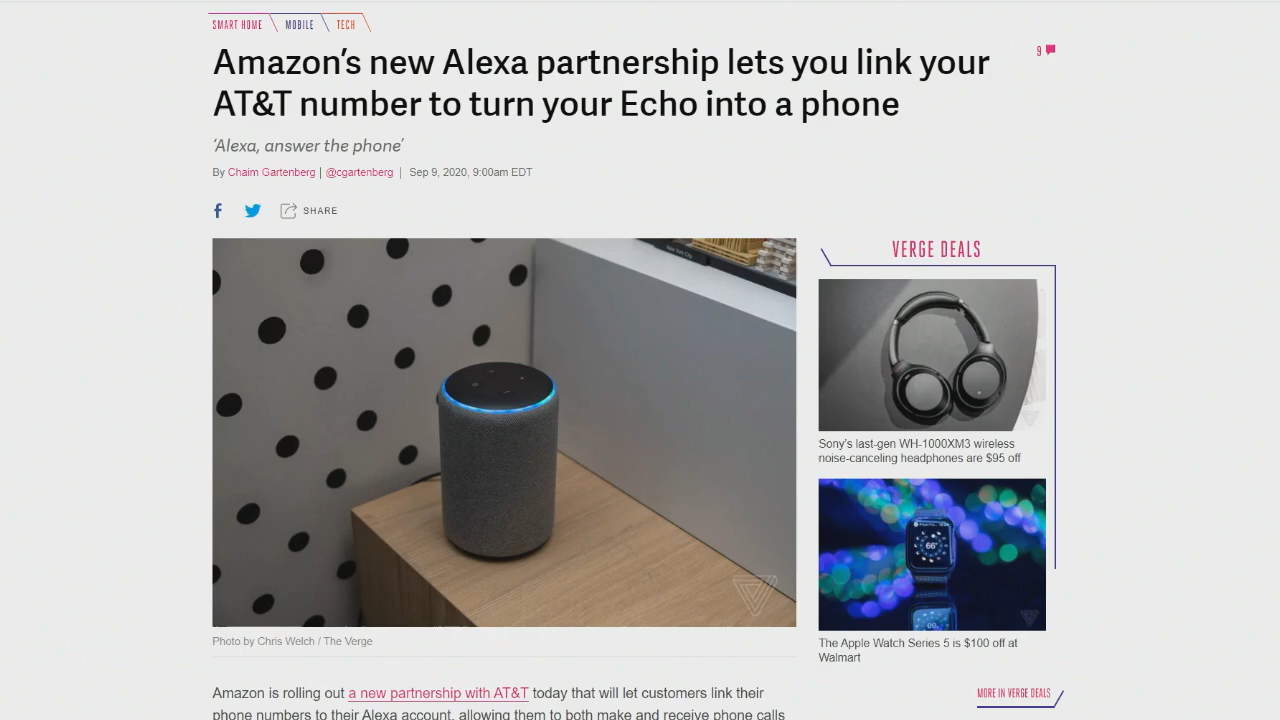 SMART HOME MOBILE TECH
Amazon's new Alexa partnership lets you link your
AT&T number to turn your Echo into a phone
9
'Alexa, answer the phone'
By Chaim Gartenberg | @cgartenberg | Sep 9, 2020, 9:00am EDT
SHARE
New York City
Photo by Chris Welch / The Verge
Amazon is rolling out a new partnership with AT&T today that will let customers link their
phone numbers to their Alexa account, allowing them to both make and receive phone calls
VERGE DEALS
Sony's last-gen WH-1000XM3 wireless
noise-canceling headphones are $95 off
66°
The Apple Watch Series 5 is $100 off at
Walmart
MORE IN VERGE DEALS